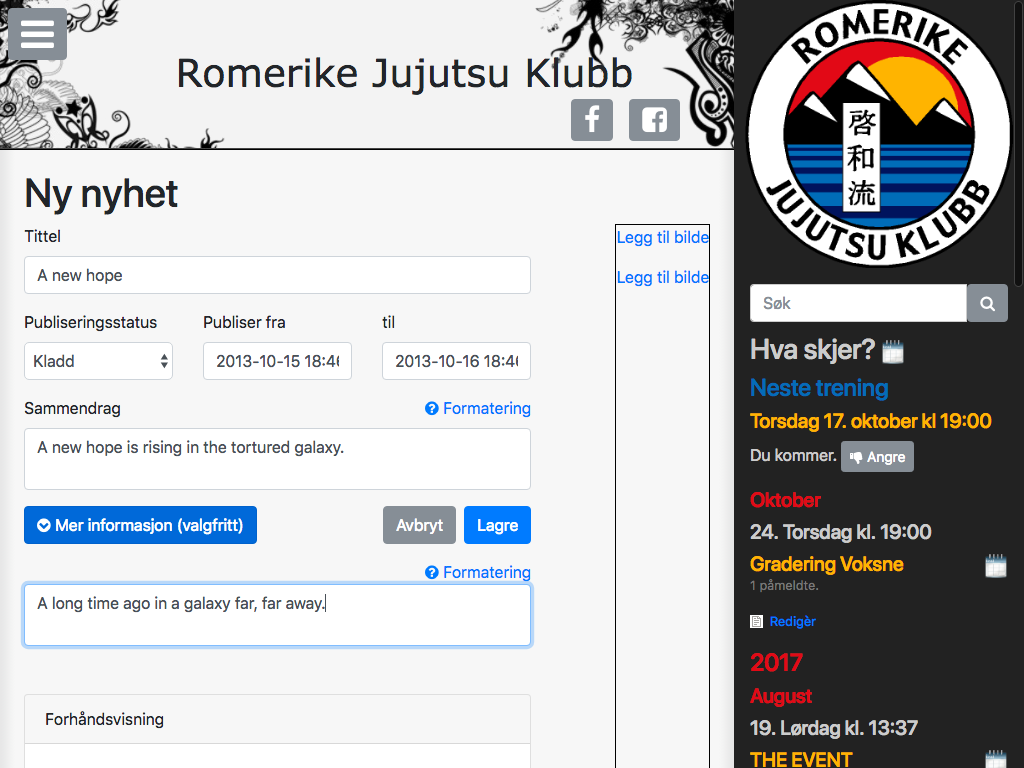 Romerike Jujutsu Klubb
Ny nyhet
Tittel
A new hope
Publiseringsstatus
Publiser fra
til
Kladd
2013-10-15 18:4
2013-10-16 18:4
Sammendrag
Formatering
A new hope is rising in the tortured galaxy.
Mer informasjon (valgfritt)
Avbryt
Lagre
Formatering
A long time ago in a galaxy far, far away.
Forhåndsvisning
Legg til bilde
Legg til bilde
ROMERIKE
啓和流
JUJUTSU KLUBB
Søk
Hva skjer?
Neste trening
Torsdag 17. oktober kl 19:00
Du kommer.
Angre
Oktober
24. Torsdag kl. 19:00
Gradering Voksne
1 påmeldte.
Redigèr
2017
August
19. Lørdag kl. 13:37
THE EVENT